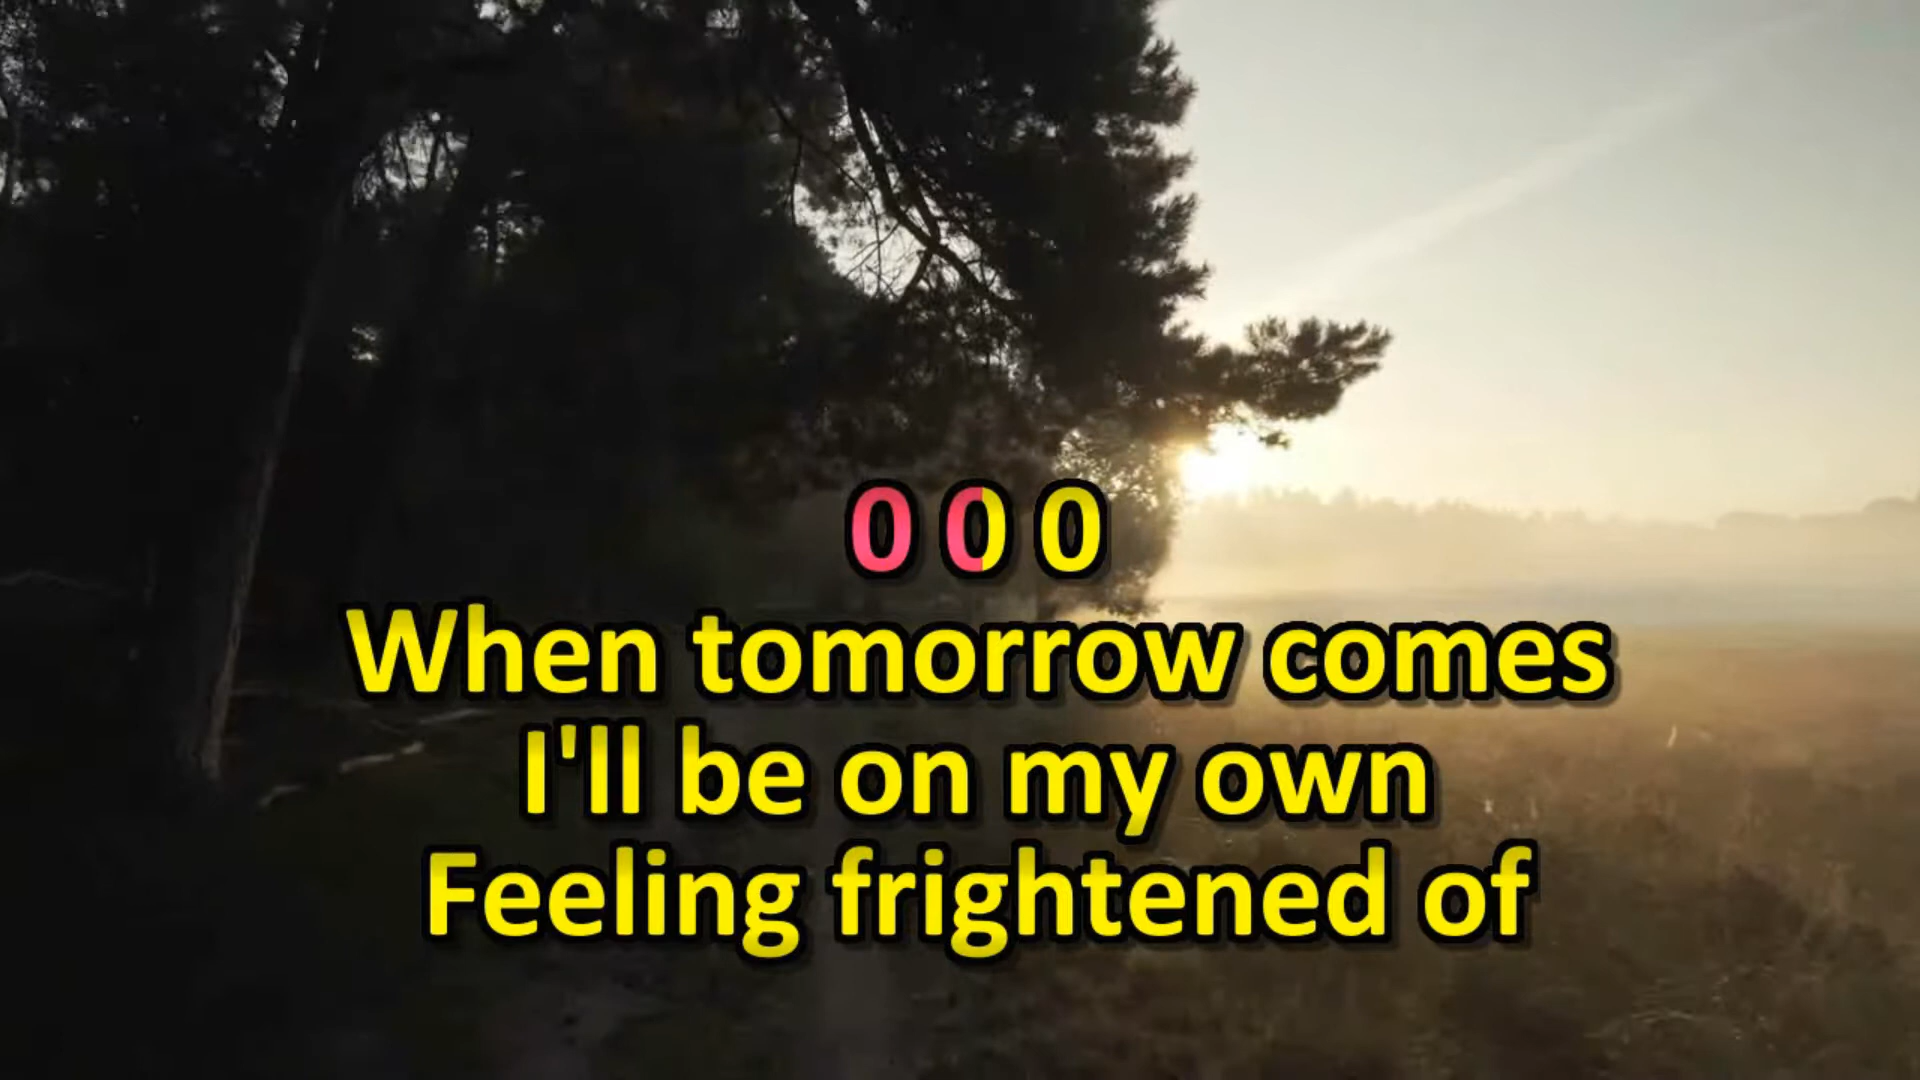 0 0 0
When tomorrow comes
I'll be on my own
Feeling frightened of